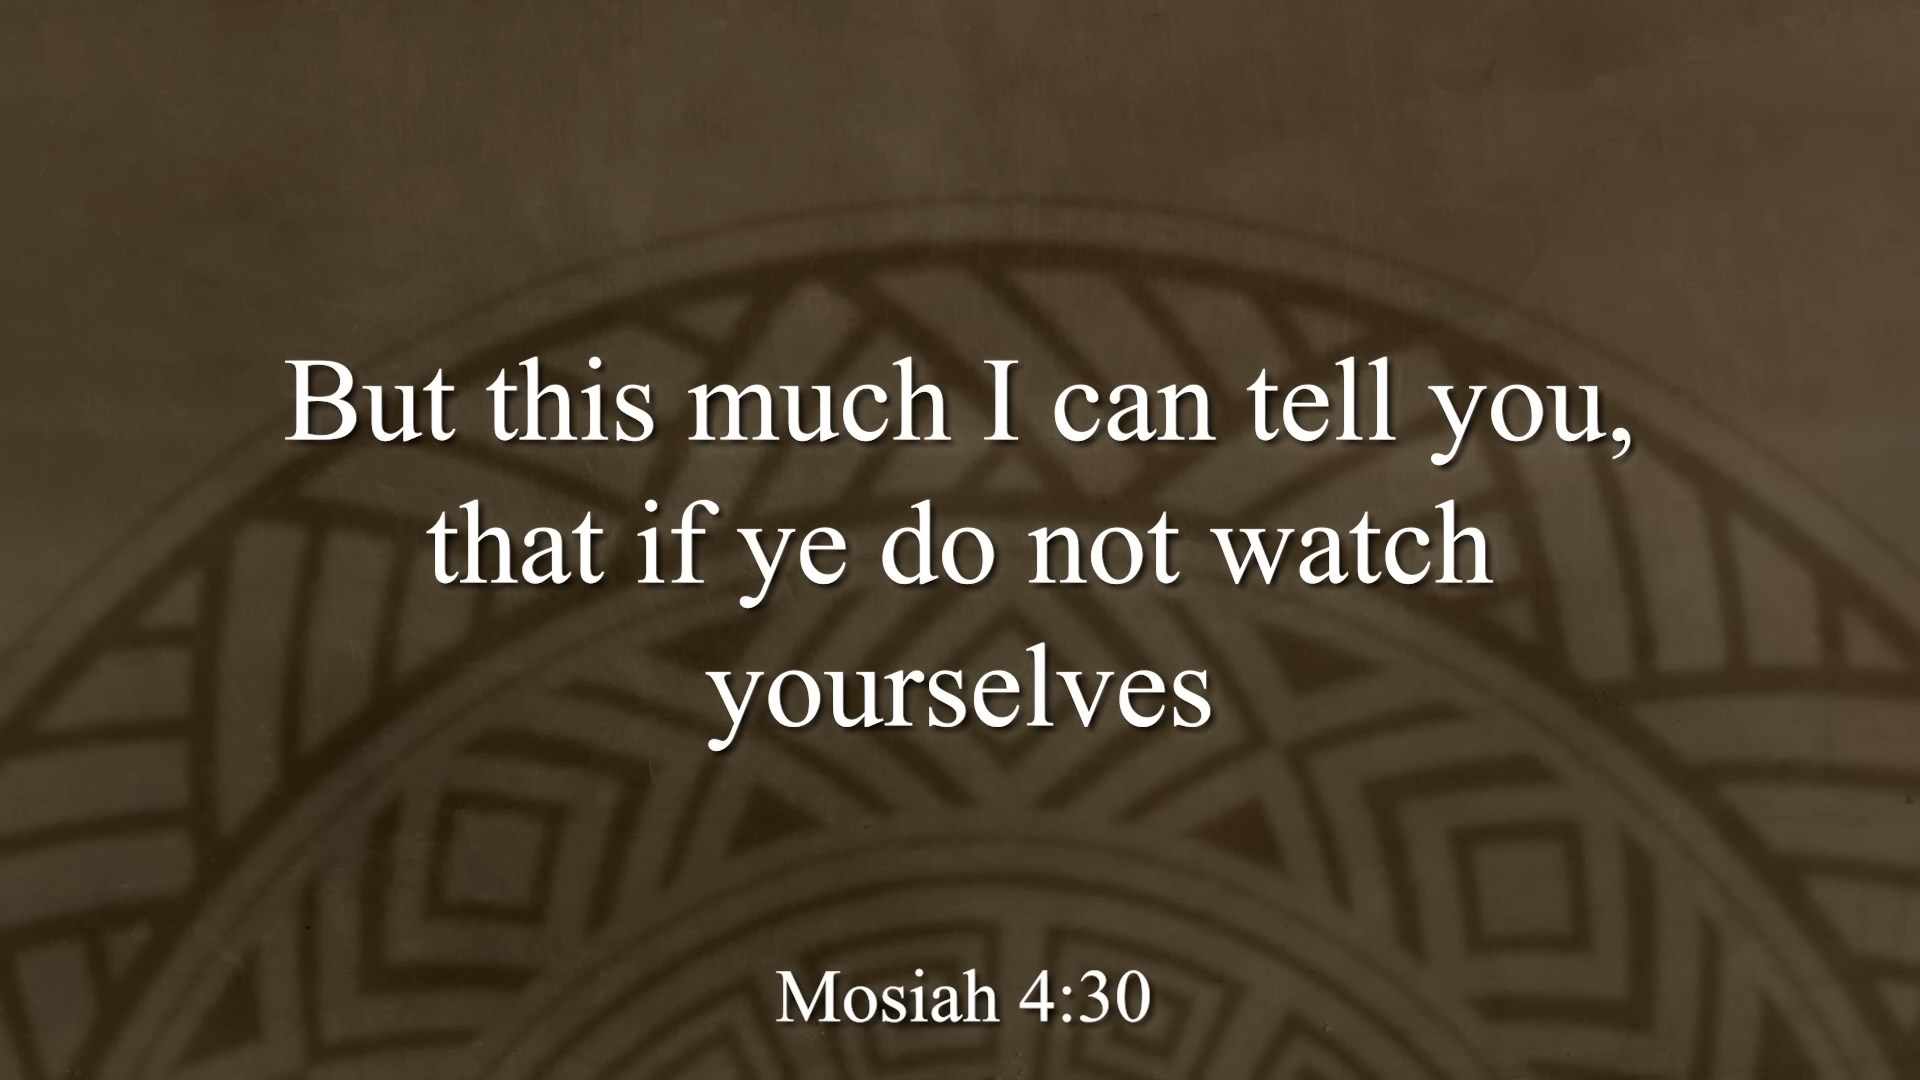 But this much I can tell you,
that if ye do not watch
yourselves
Mosiah 4:30